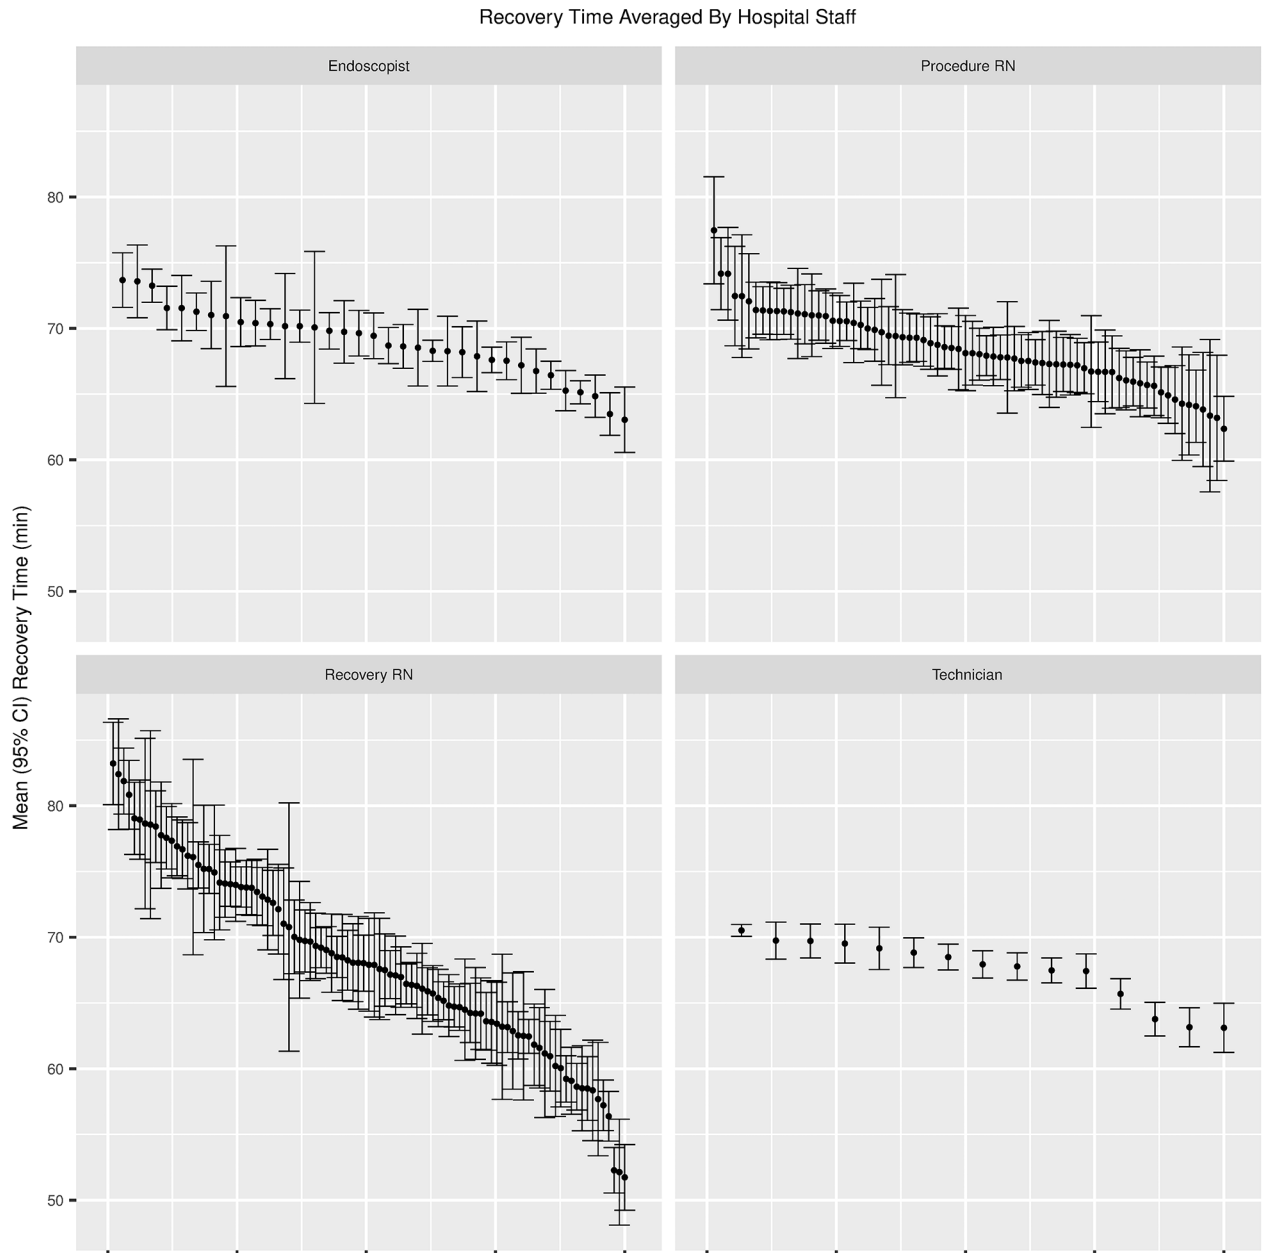 Recovery Time Averaged By Hospital Staff
Endoscopist
Procedure RN
80
70
60
50
Mean (95% CI) Recovery Time (min)
Recovery RN
Technician
80
70
60
50